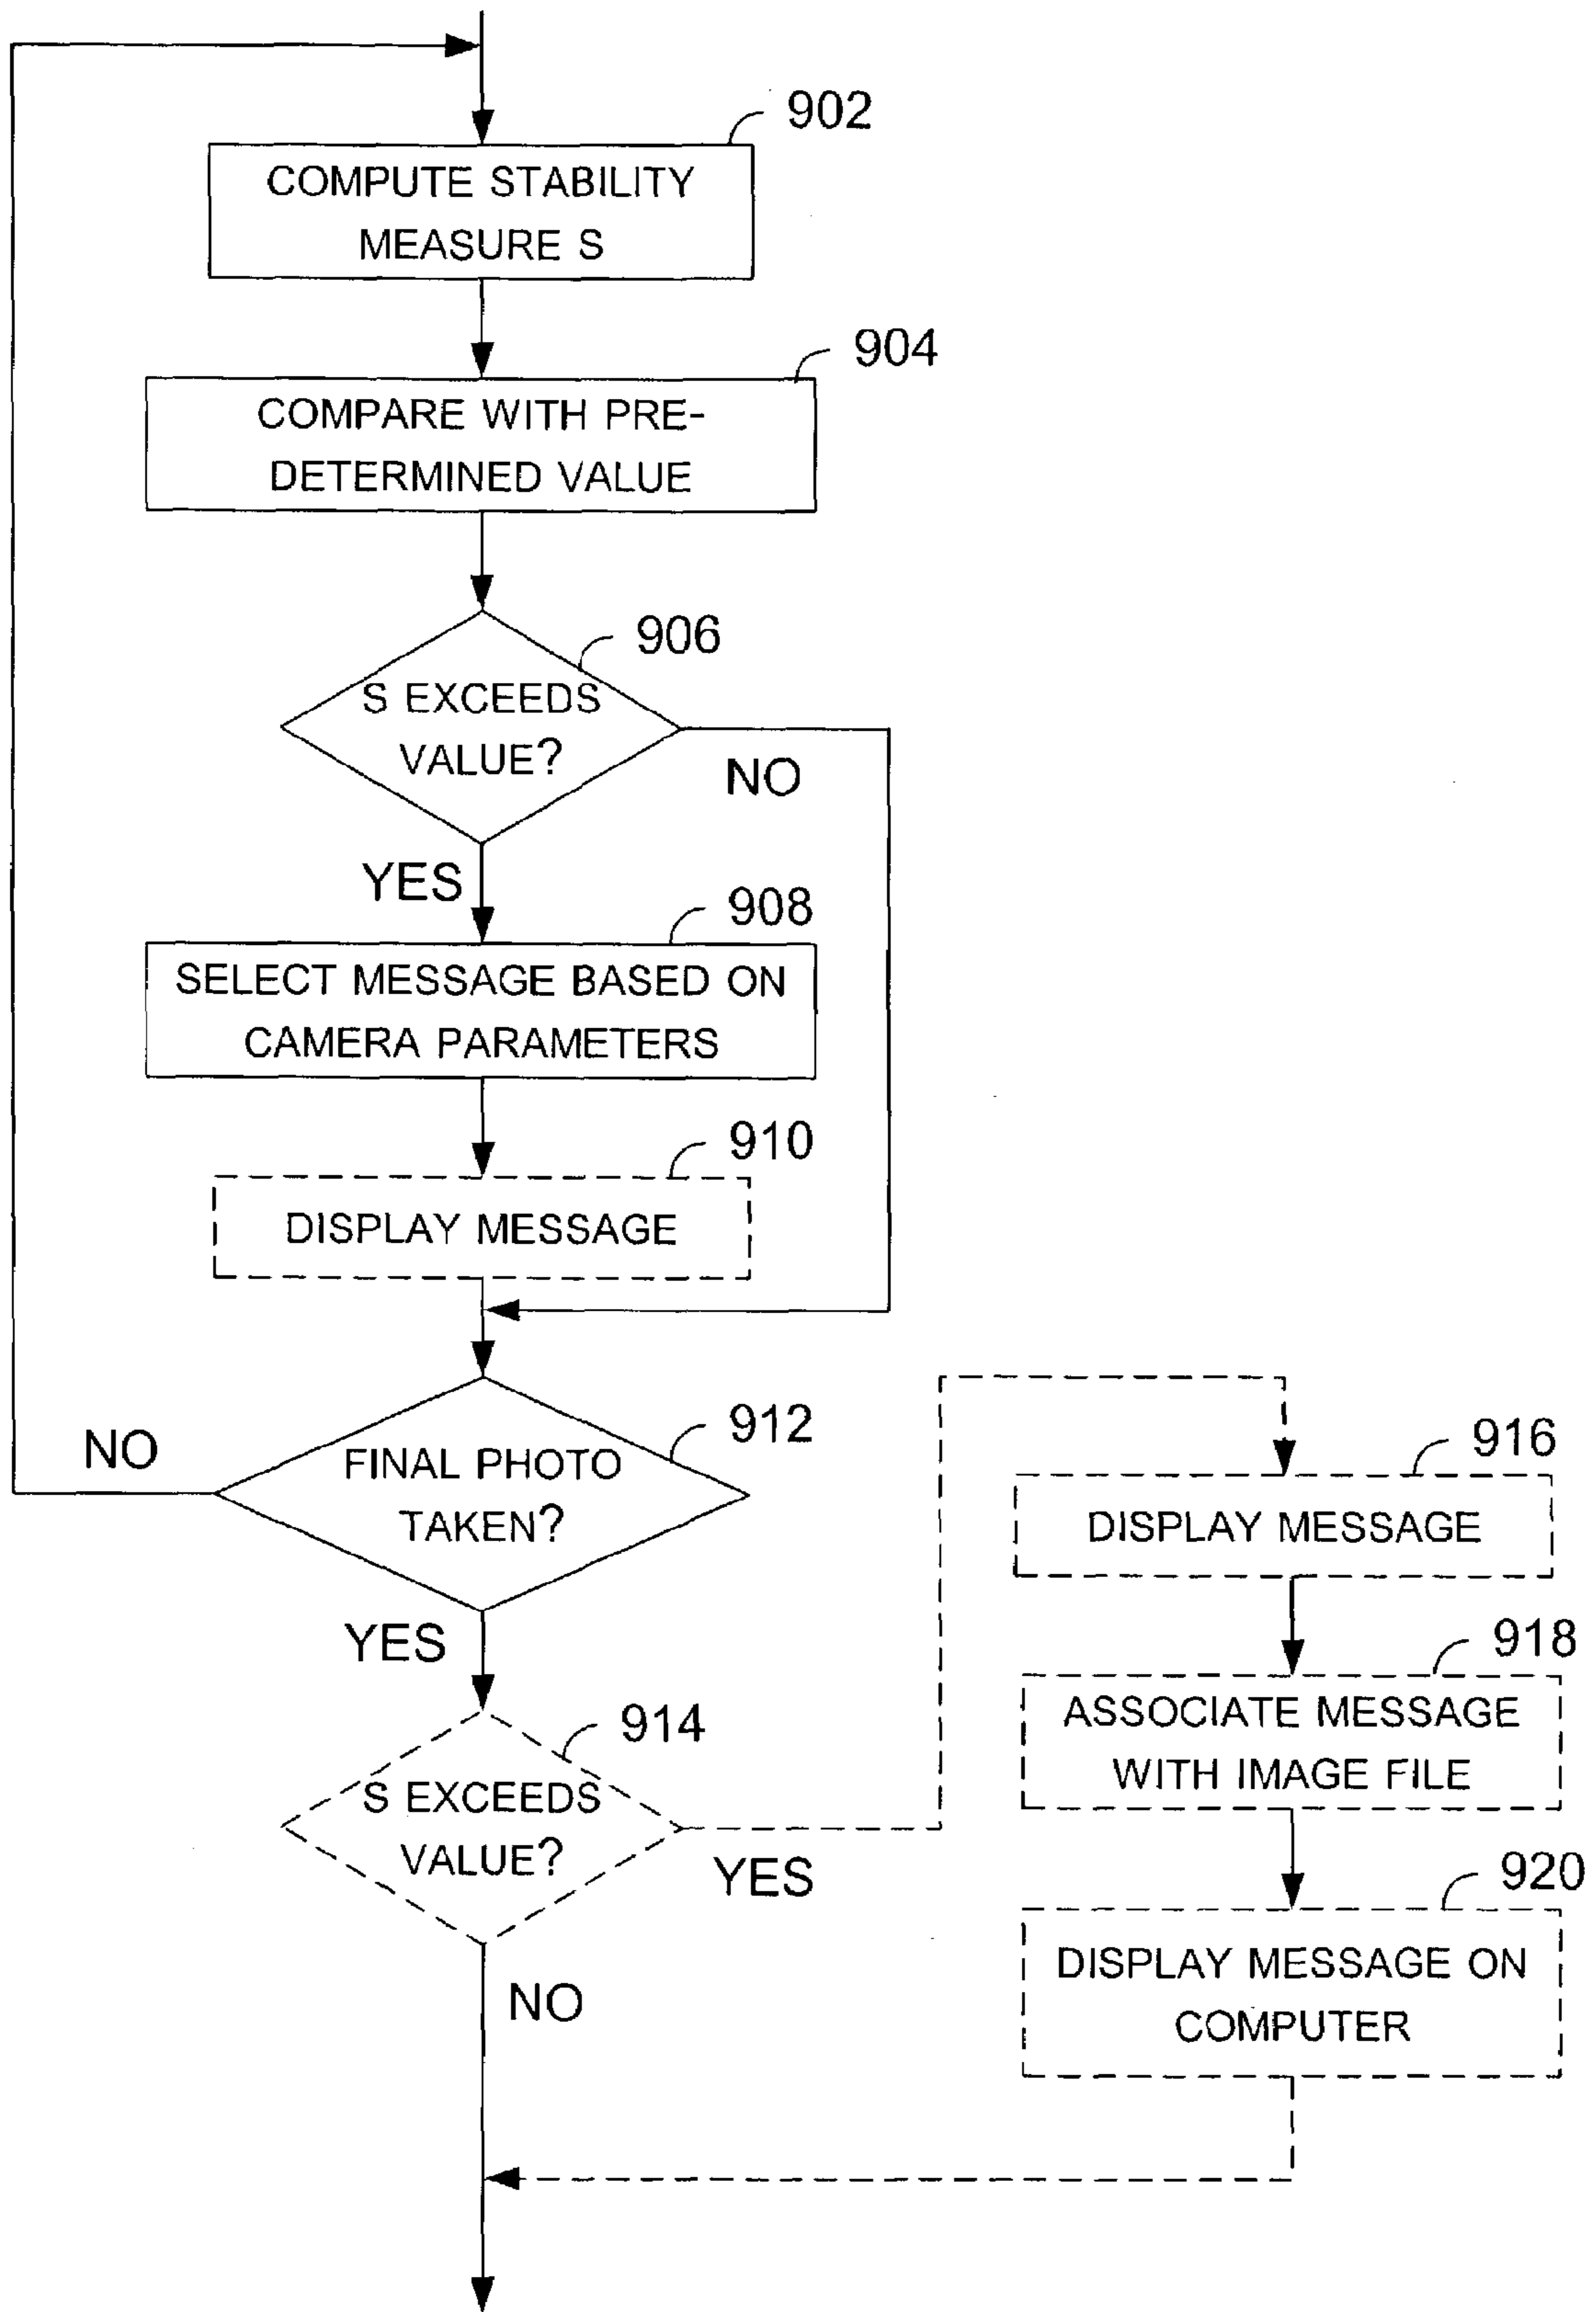 902
COMPUTE STABILITY
MEASURE S
904
COMPARE WITH PRE-
DETERMINED VALUE
906
S EXCEEDS
VALUE?
NO
YES
908
SELECT MESSAGE BASED ON
CAMERA PARAMETERS
910
DISPLAY MESSAGE
912
NO
FINAL PHOTO
TAKEN?
YES
914
S EXCEEDS
VALUE?
YES
NO
916
DISPLAY MESSAGE
918
ASSOCIATE MESSAGE
WITH IMAGE FILE
920
DISPLAY MESSAGE ON
COMPUTER